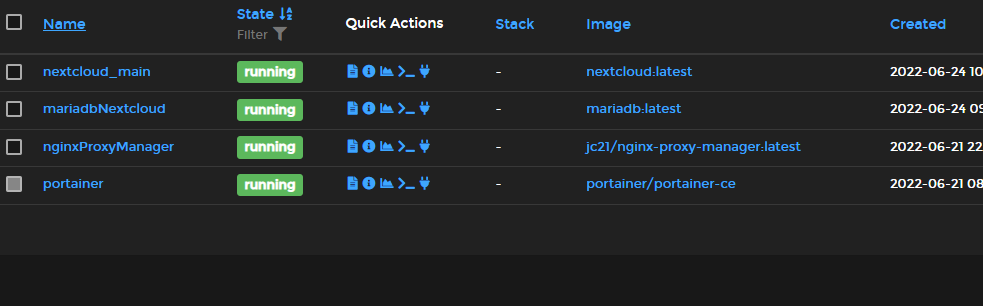 Name State Quick Actions Stack Image Created
Filter
nextcloud_main running - nextcloud:latest 2022-06-24 10
mariadbNextcloud running - mariadb:latest 2022-06-24 09
nginxProxyManager running - jc21/nginx-proxy-manager:latest 2022-06-21 22
portainer running - portainer/portainer-ce 2022-06-21 08